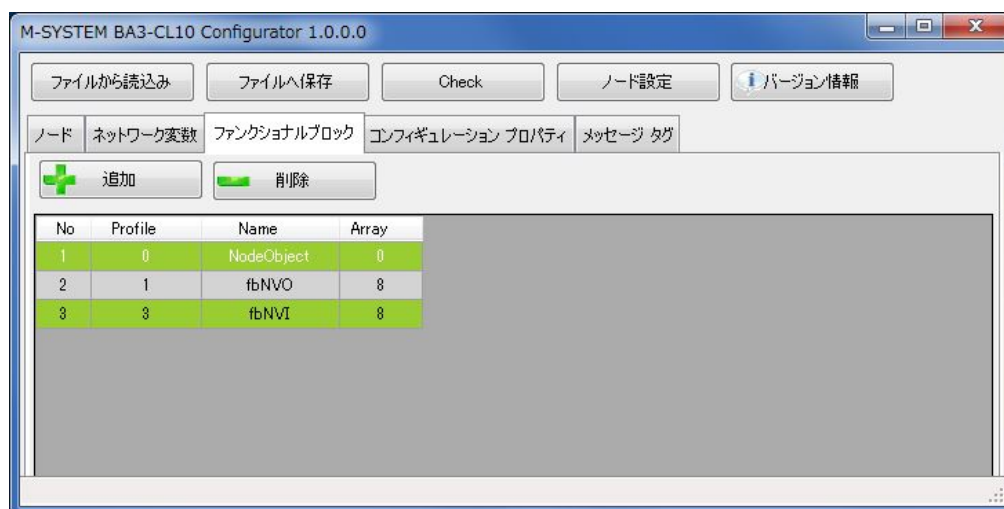 M-SYSTEM BA3-CL10 Configurator 1.0.0.0
ファイルから読込み ファイルへ保存 Check ノード設定 バージョン情報
ノード ネットワーク変数 ファンクショナルブロック コンフィギュレーション プロパティ メッセージ タグ
追加 削除
No Profile Name Array
1 0 NodeObject 0
2 1 fbNVO 8
3 3 fbNVI 8